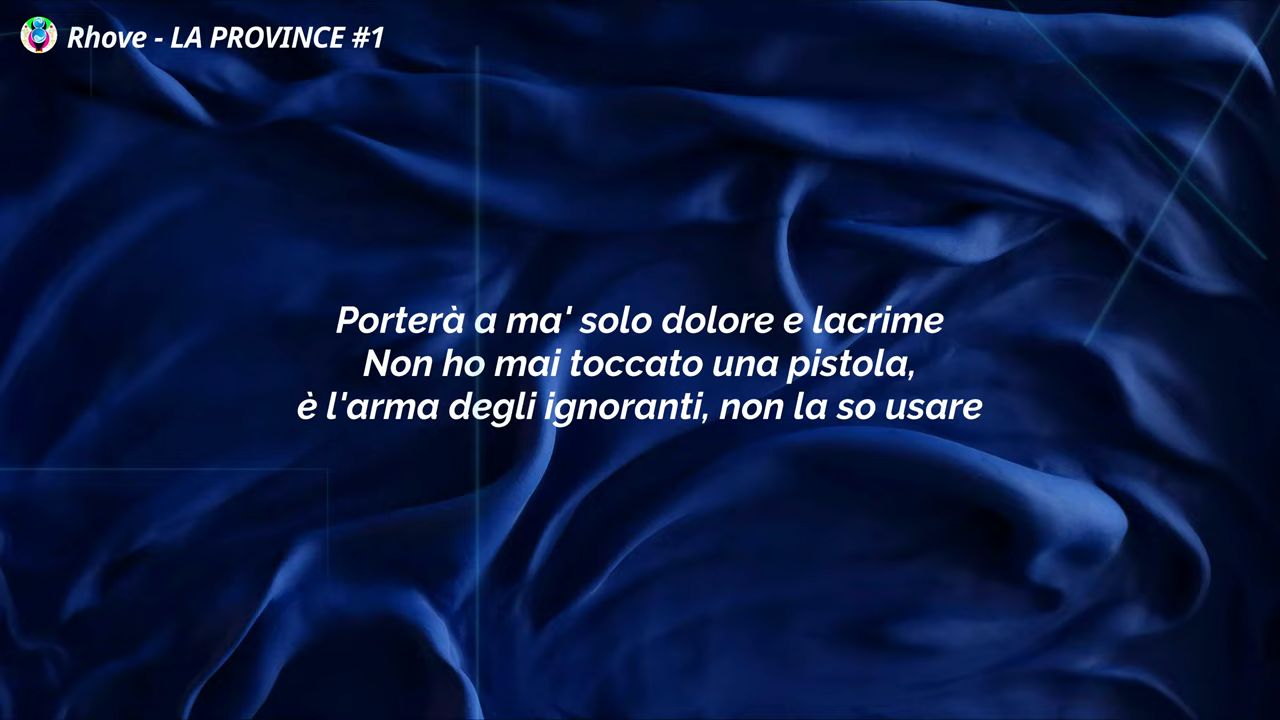 Rhove - LA PROVINCE #1
Porterà a ma' solo dolore e lacrime
Non ho mai toccato una pistola,
è l'arma degli ignoranti, non la so usare